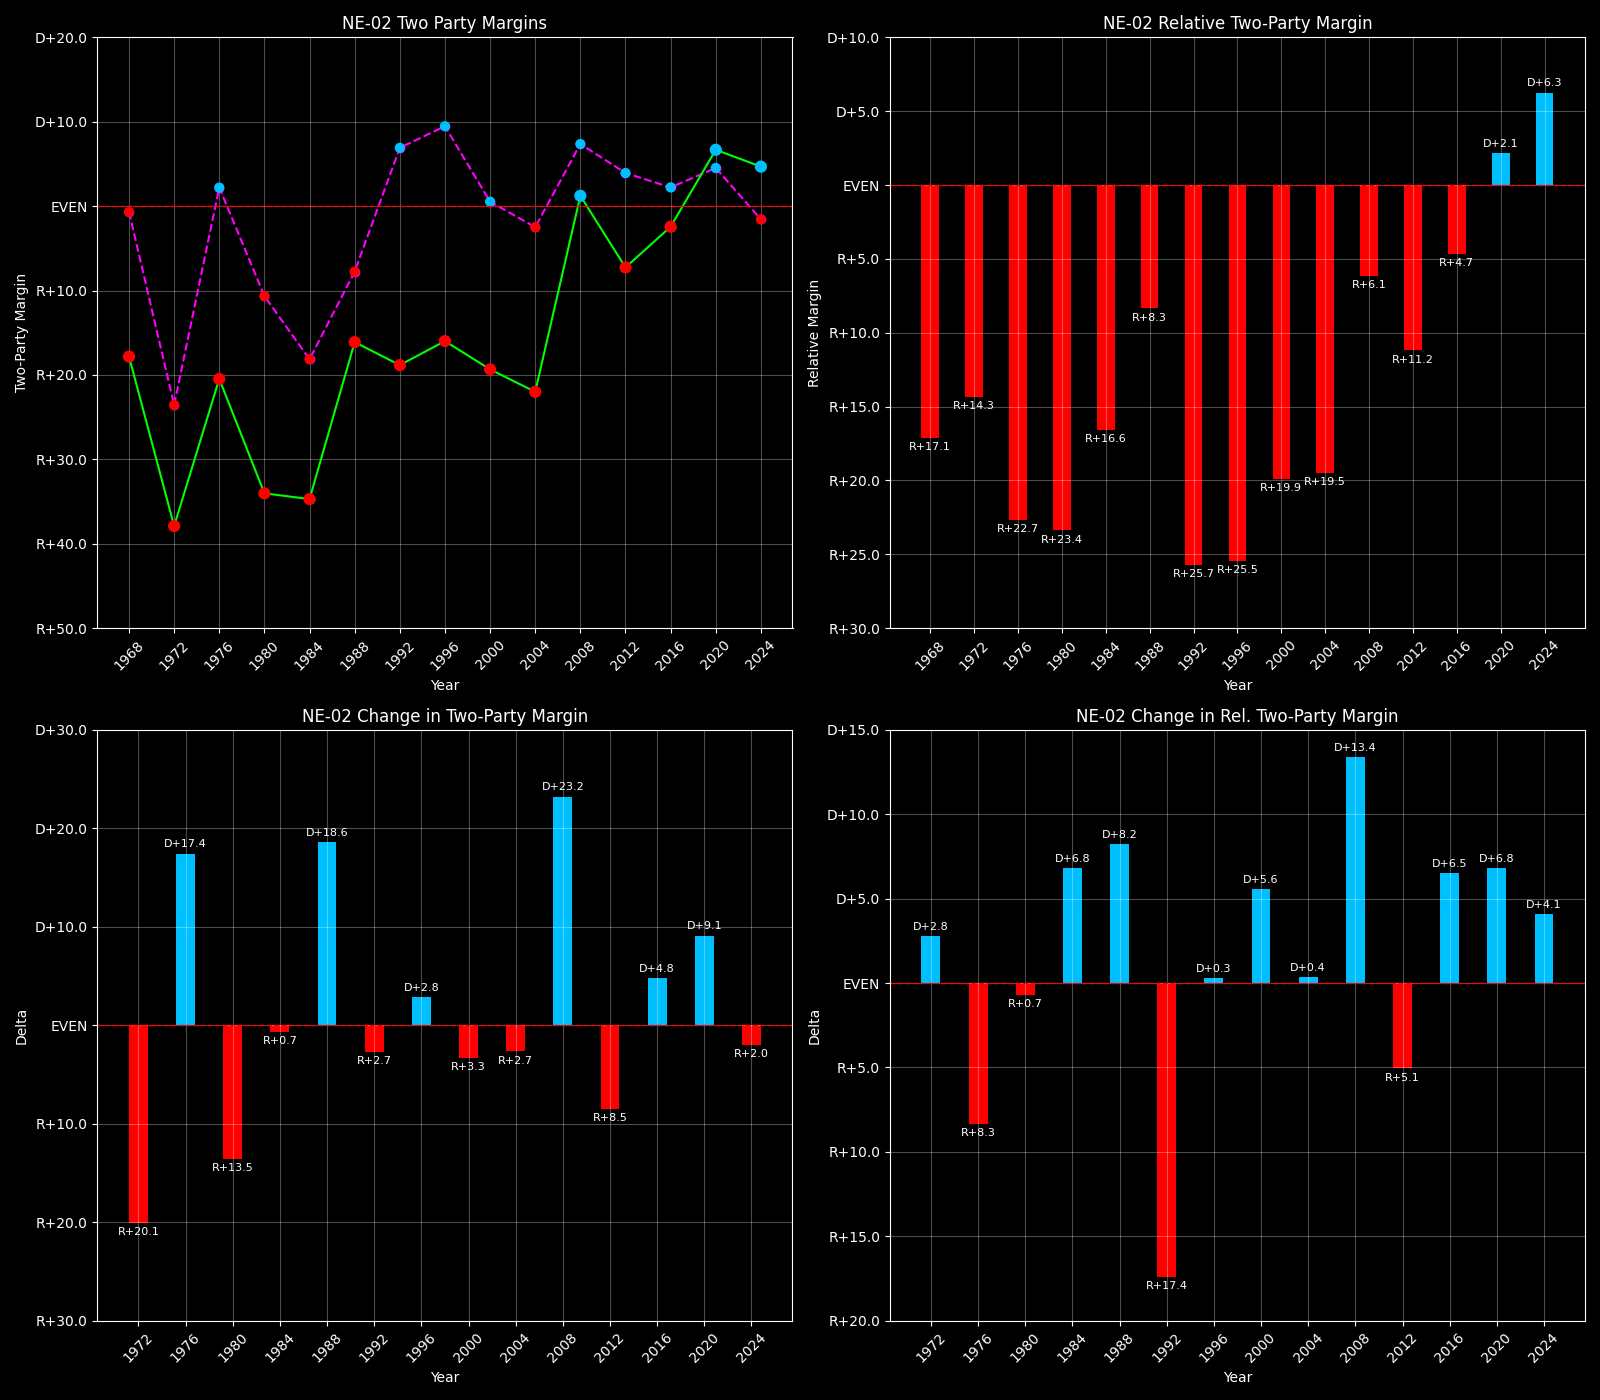 NE-02 Two Party Margins
D+20.0
D+10.0
EVEN
R+10.0
R+20.0
R+30.0
R+40.0
R+50.0
Two-Party Margin
1968
1972
1976
1980
1984
1988
1992
1996
2000
2004
2008
2012
2016
2020
2024
Year
NE-02 Relative Two-Party Margin
D+10.0
D+5.0
EVEN
R+5.0
R+10.0
R+15.0
R+20.0
R+25.0
R+30.0
Relative Margin
R+17.1
R+14.3
R+22.7
R+23.4
R+16.6
R+8.3
R+25.7
R+25.5
R+19.9
R+19.5
R+6.1
R+11.2
R+4.7
D+2.1
D+6.3
1968
1972
1976
1980
1984
1988
1992
1996
2000
2004
2008
2012
2016
2020
2024
Year
NE-02 Change in Two-Party Margin
D+30.0
D+20.0
D+10.0
EVEN
R+10.0
R+20.0
R+30.0
Delta
R+20.1
D+17.4
R+13.5
R+0.7
D+18.6
R+2.7
D+2.8
R+3.3
R+2.7
D+23.2
R+8.5
D+4.8
D+9.1
R+2.0
1972
1976
1980
1984
1988
1992
1996
2000
2004
2008
2012
2016
2020
2024
Year
NE-02 Change in Rel. Two-Party Margin
D+15.0
D+10.0
D+5.0
EVEN
R+5.0
R+10.0
R+15.0
R+20.0
Delta
D+2.8
R+8.3
R+0.7
D+6.8
D+8.2
R+17.4
D+0.3
D+5.6
D+0.4
D+13.4
R+5.1
D+6.5
D+6.8
D+4.1
1972
1976
1980
1984
1988
1992
1996
2000
2004
2008
2012
2016
2020
2024
Year